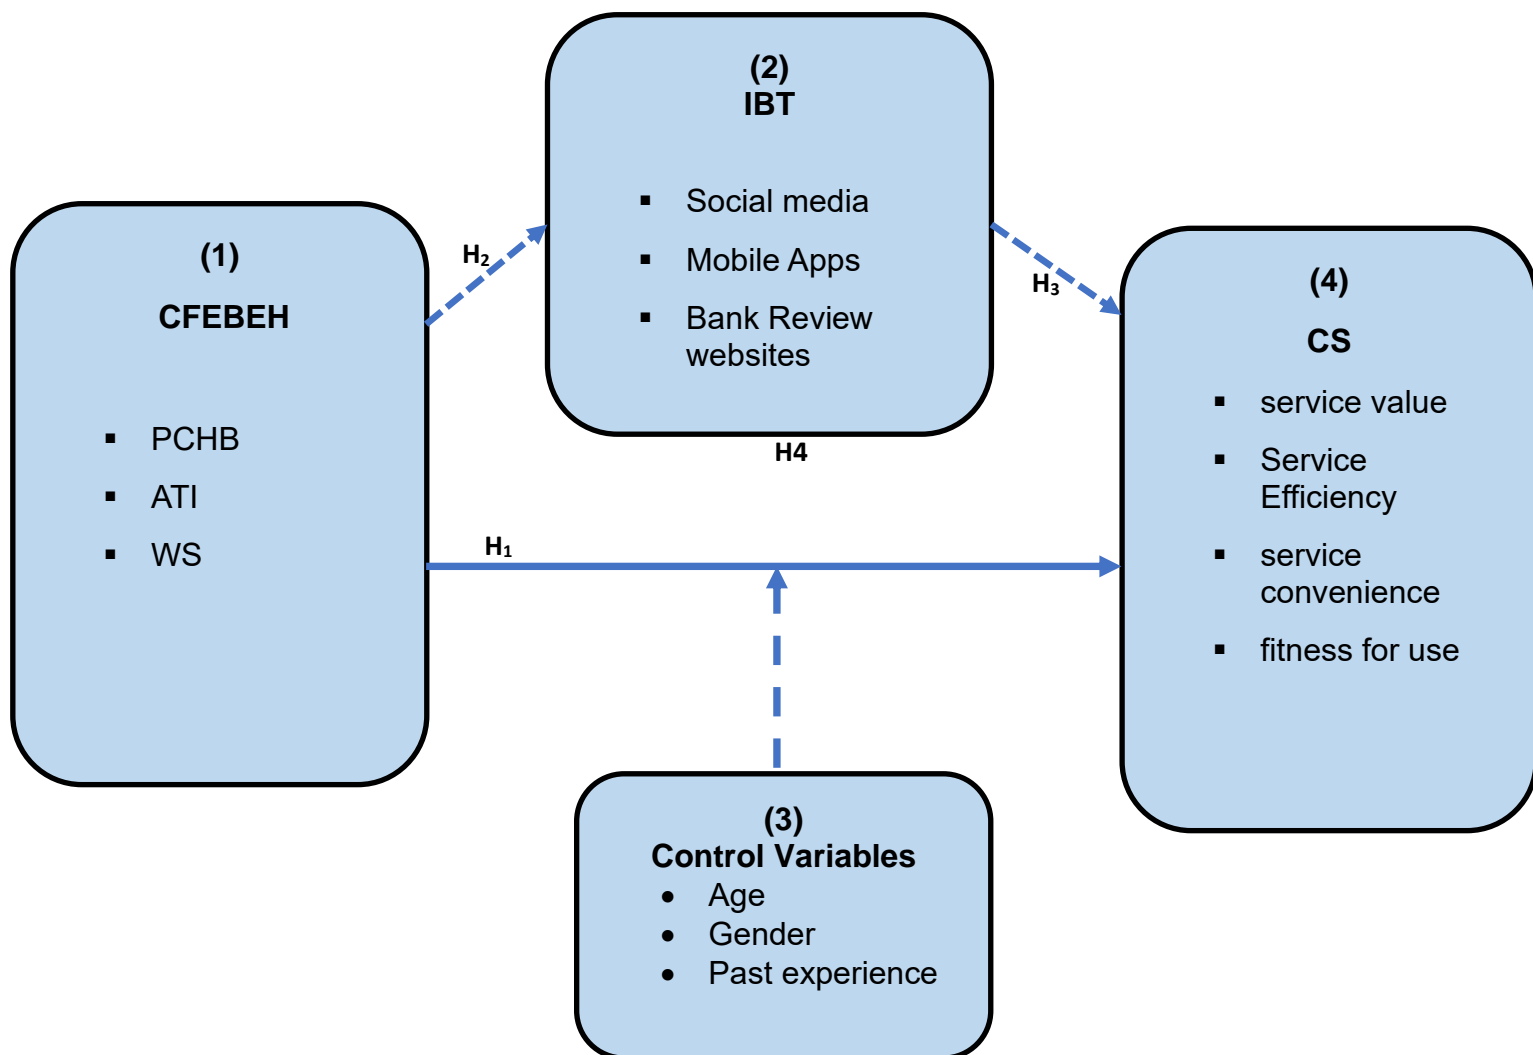 (1)
CFEBEH
▪ PCHB
▪ ATI
▪ WS
H₂
(2)
IBT
▪ Social media
▪ Mobile Apps
▪ Bank Review
websites
H4
H₃
H₁
(3)
Control Variables
• Age
• Gender
• Past experience
(4)
CS
▪ service value
▪ Service
Efficiency
▪ service
convenience
▪ fitness for use